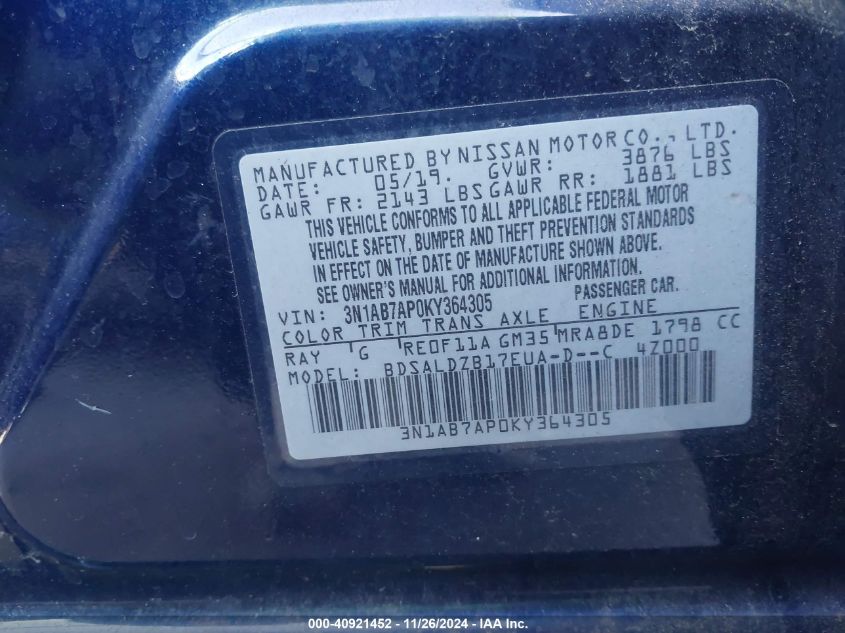 MANUFACTURED BY NISSAN MOTOR CO., LTD.
DATE: 05/19. GVWR: 3876 LBS
GAWR FR: 2143 LBS GAWR RR: 1881 LBS
THIS VEHICLE CONFORMS TO ALL APPLICABLE FEDERAL MOTOR
VEHICLE SAFETY, BUMPER AND THEFT PREVENTION STANDARDS
IN EFFECT ON THE DATE OF MANUFACTURE SHOWN ABOVE.
SEE OWNER'S MANUAL FOR ADDITIONAL INFORMATION.
VIN: 3N1AB7AP0KY364305 PASSENGER CAR.
COLOR TRIM TRANS AXLE ENGINE
RAY G RE0F11A GM35 MRA8DE 1798 CC
MODEL: BDSALDZB17EUA-D--C 4Z000
3N1AB7AP0KY364305
000-40921452 - 11/26/2024 - IAA Inc.